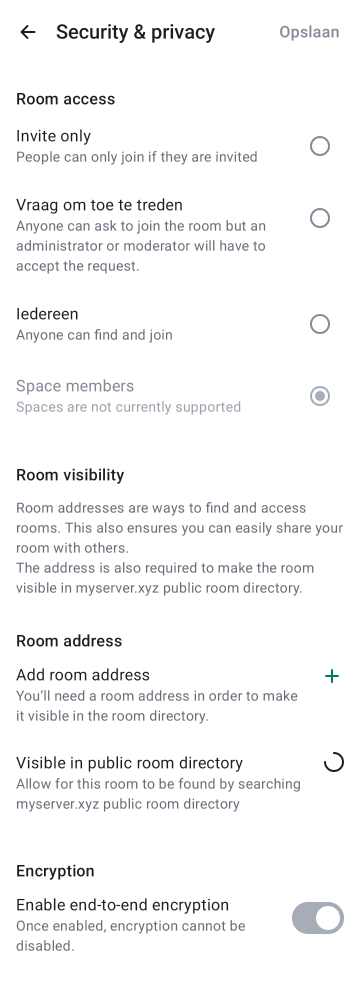 Security & privacy
Opslaan
Room access
Invite only
People can only join if they are invited
Vraag om toe te treden
Anyone can ask to join the room but an
administrator or moderator will have to
accept the request.
Iedereen
Anyone can find and join
Space members
Spaces are not currently supported
Room visibility
Room addresses are ways to find and access
rooms. This also ensures you can easily share your
room with others.
The address is also required to make the room
visible in myserver.xyz public room directory.
Room address
Add room address
You’ll need a room address in order to make
it visible in the room directory.
Visible in public room directory
Allow for this room to be found by searching
myserver.xyz public room directory
Encryption
Enable end-to-end encryption
Once enabled, encryption cannot be
disabled.